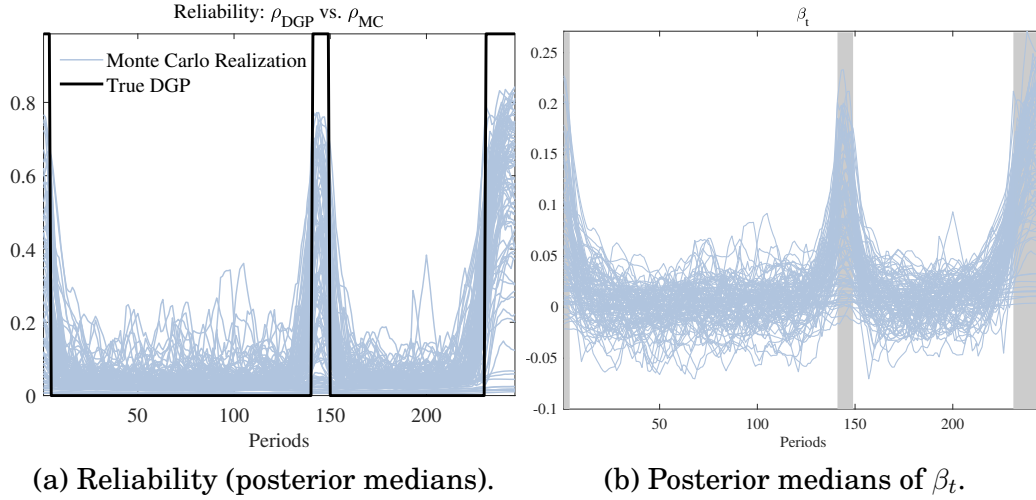 Reliability: ρDGP vs. ρMC
Monte Carlo Realization
True DGP
0.8
0.6
0.4
0.2
0
50
100
150
200
Periods
(a) Reliability (posterior medians).
βt
0.25
0.2
0.15
0.1
0.05
0
-0.05
-0.1
50
100
150
200
Periods
(b) Posterior medians of βt.